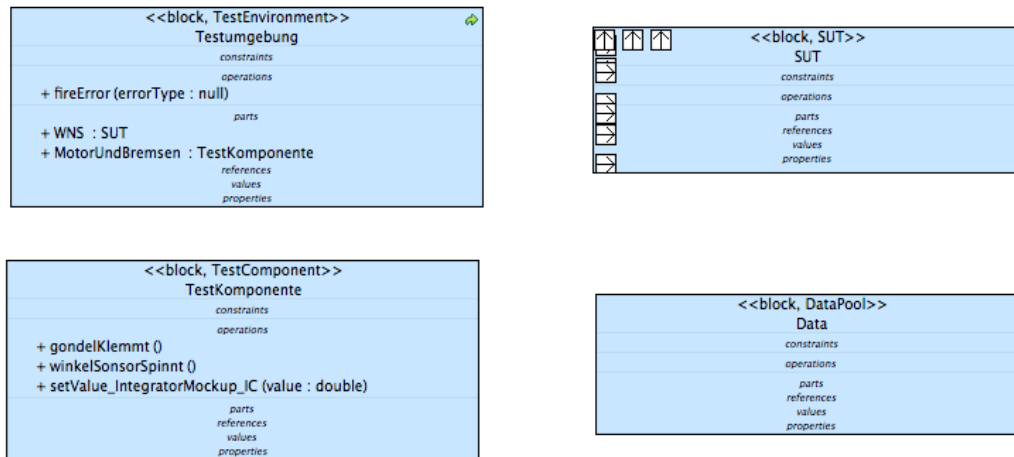 <<block, TestEnvironment>>
Testumgebung
constraints
operations
+ fireError (errorType : null)
parts
+ WNS : SUT
+ MotorUndBremsen : TestKomponente
references
values
properties
<<block, SUT>>
SUT
constraints
operations
parts
references
values
properties
<<block, TestComponent>>
TestKomponente
constraints
operations
+ gondelKlemmt ()
+ winkelSonsorSpinnt ()
+ setValue_IntegratorMockup_IC (value : double)
parts
references
values
properties
<<block, DataPool>>
Data
constraints
operations
parts
references
values
properties